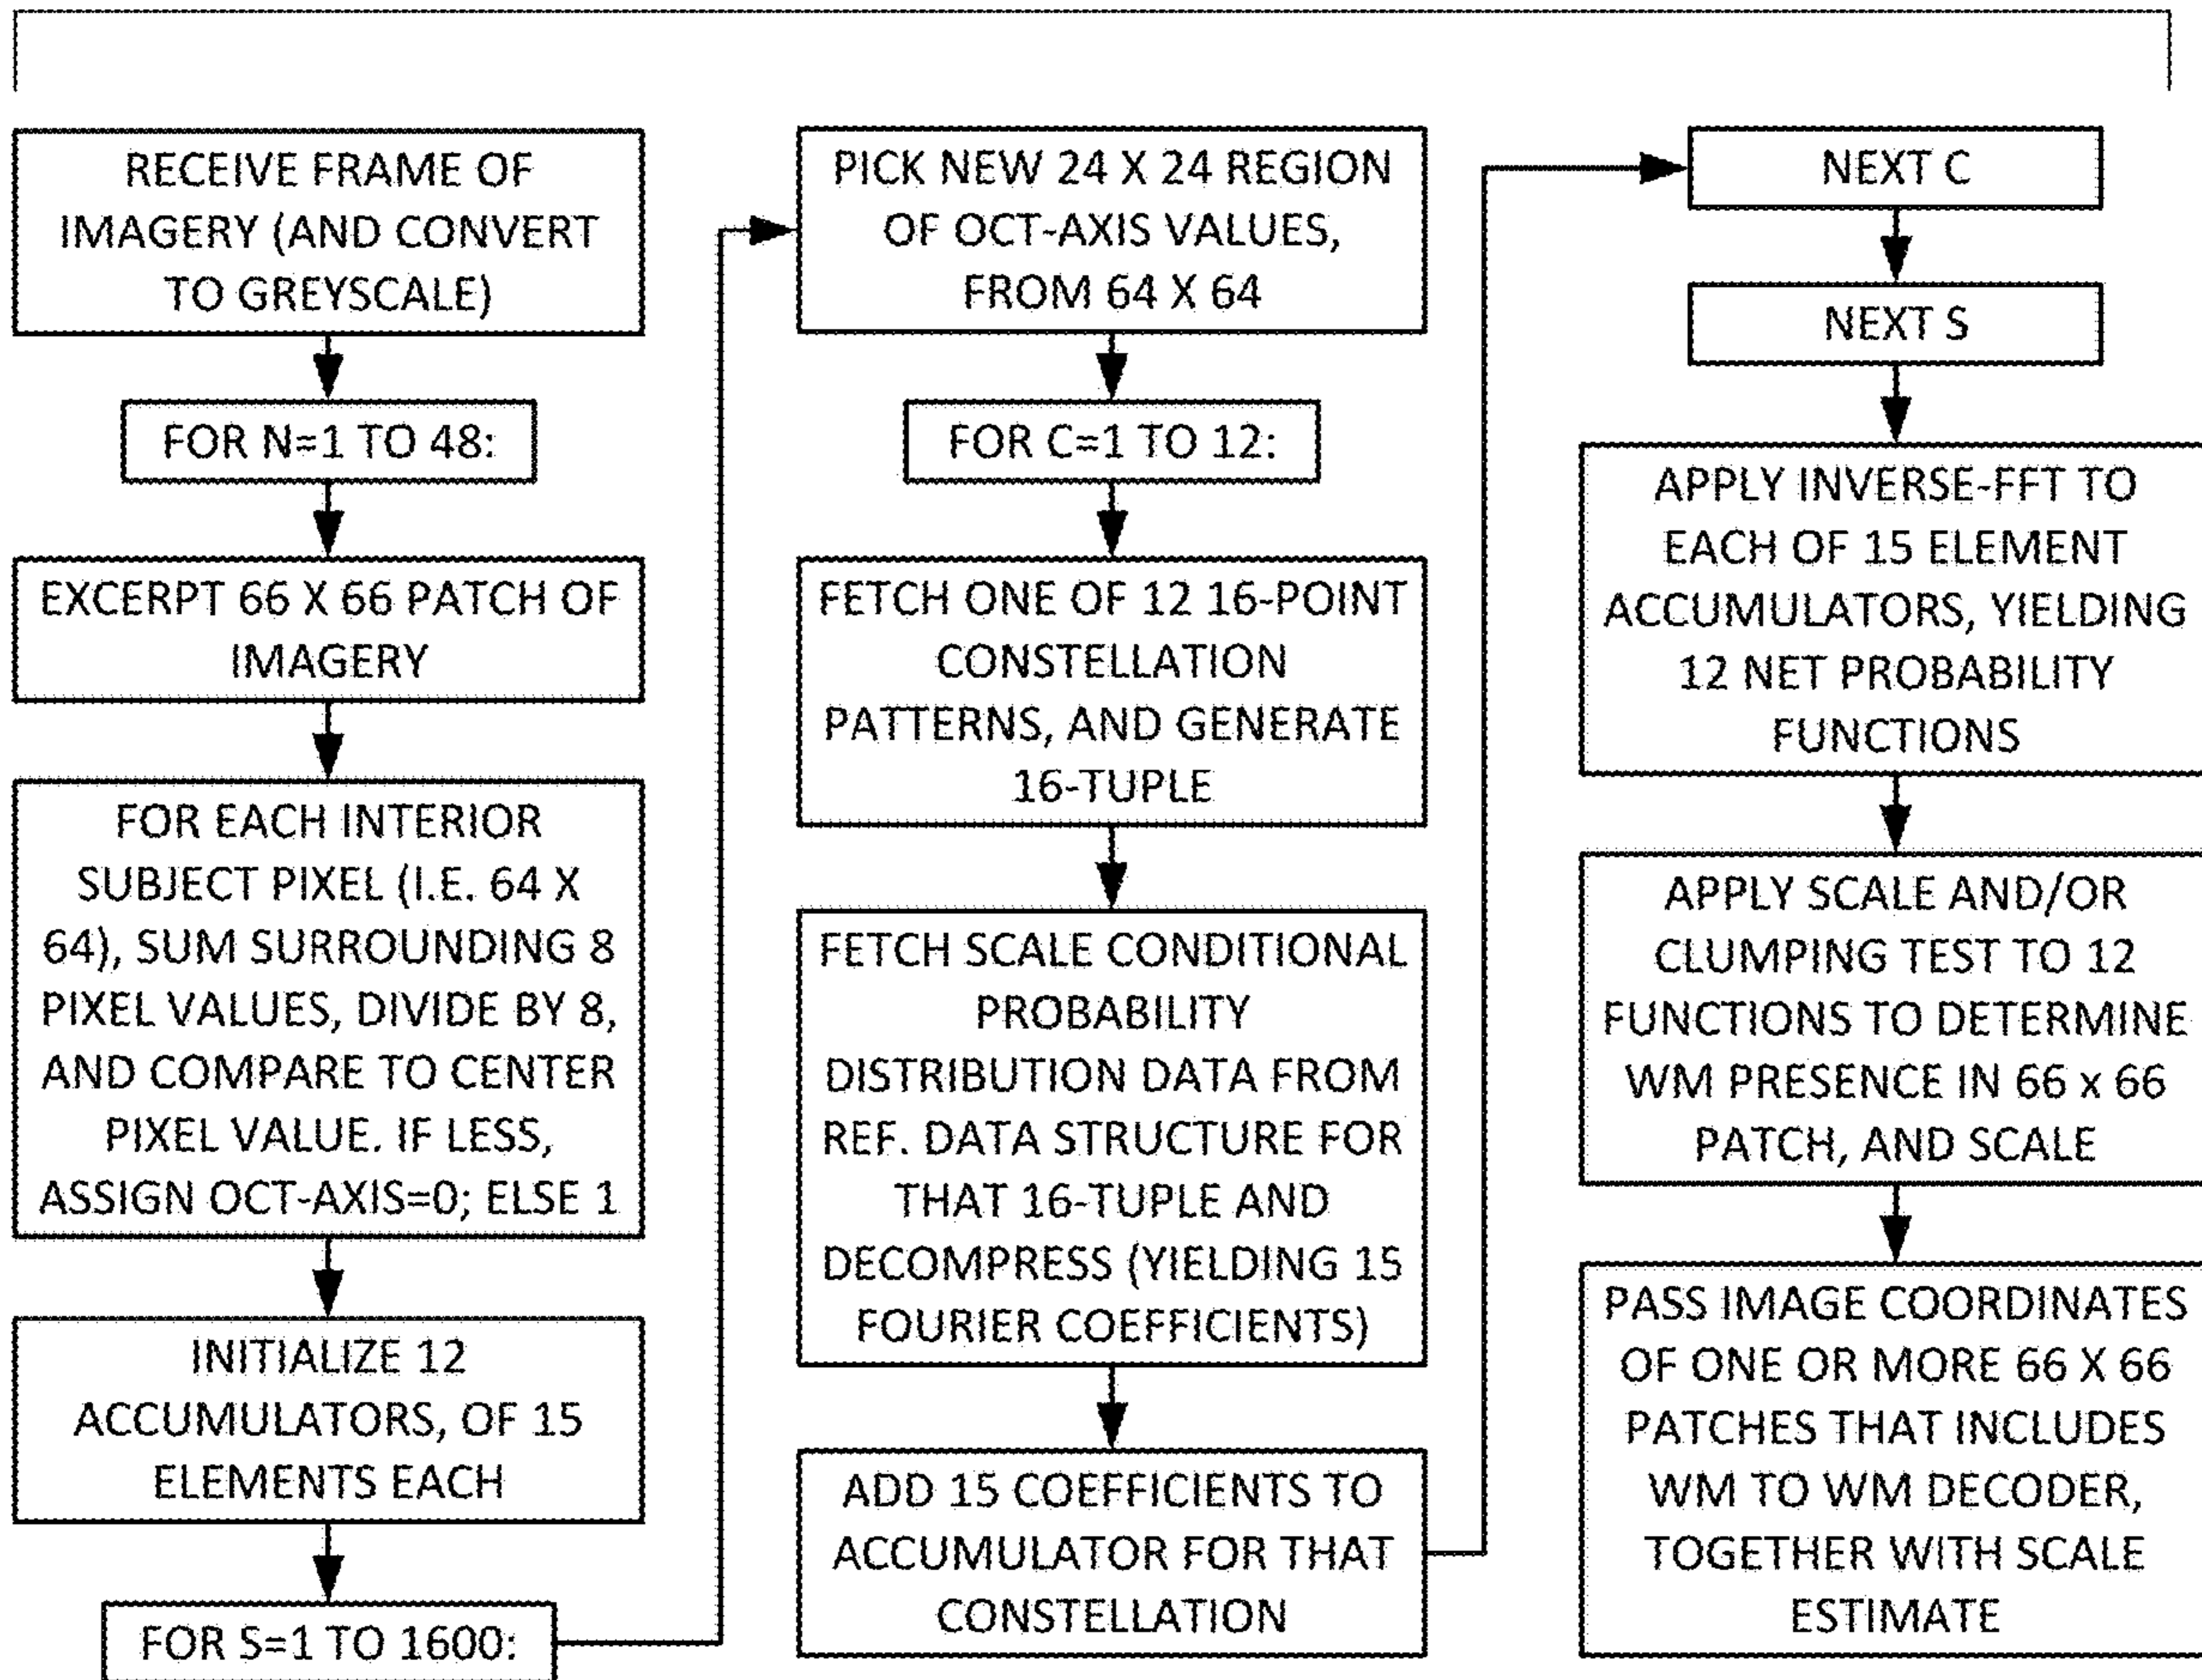 RECEIVE FRAME OF
IMAGERY (AND CONVERT
TO GREYSCALE)
FOR N=1 TO 48:
EXCERPT 66 X 66 PATCH OF
IMAGERY
FOR EACH INTERIOR
SUBJECT PIXEL (I.E. 64 X
64), SUM SURROUNDING 8
PIXEL VALUES, DIVIDE BY 8,
AND COMPARE TO CENTER
PIXEL VALUE. IF LESS,
ASSIGN OCT-AXIS=0; ELSE 1
INITIALIZE 12
ACCUMULATORS, OF 15
ELEMENTS EACH
FOR S=1 TO 1600:
PICK NEW 24 X 24 REGION
OF OCT-AXIS VALUES,
FROM 64 X 64
FOR C=1 TO 12:
FETCH ONE OF 12 16-POINT
CONSTELLATION
PATTERNS, AND GENERATE
16-TUPLE
FETCH SCALE CONDITIONAL
PROBABILITY
DISTRIBUTION DATA FROM
REF. DATA STRUCTURE FOR
THAT 16-TUPLE AND
DECOMPRESS (YIELDING 15
FOURIER COEFFICIENTS)
ADD 15 COEFFICIENTS TO
ACCUMULATOR FOR THAT
CONSTELLATION
NEXT C
NEXT S
APPLY INVERSE-FFT TO
EACH OF 15 ELEMENT
ACCUMULATORS, YIELDING
12 NET PROBABILITY
FUNCTIONS
APPLY SCALE AND/OR
CLUMPING TEST TO 12
FUNCTIONS TO DETERMINE
WM PRESENCE IN 66 x 66
PATCH, AND SCALE
PASS IMAGE COORDINATES
OF ONE OR MORE 66 X 66
PATCHES THAT INCLUDES
WM TO WM DECODER,
TOGETHER WITH SCALE
ESTIMATE